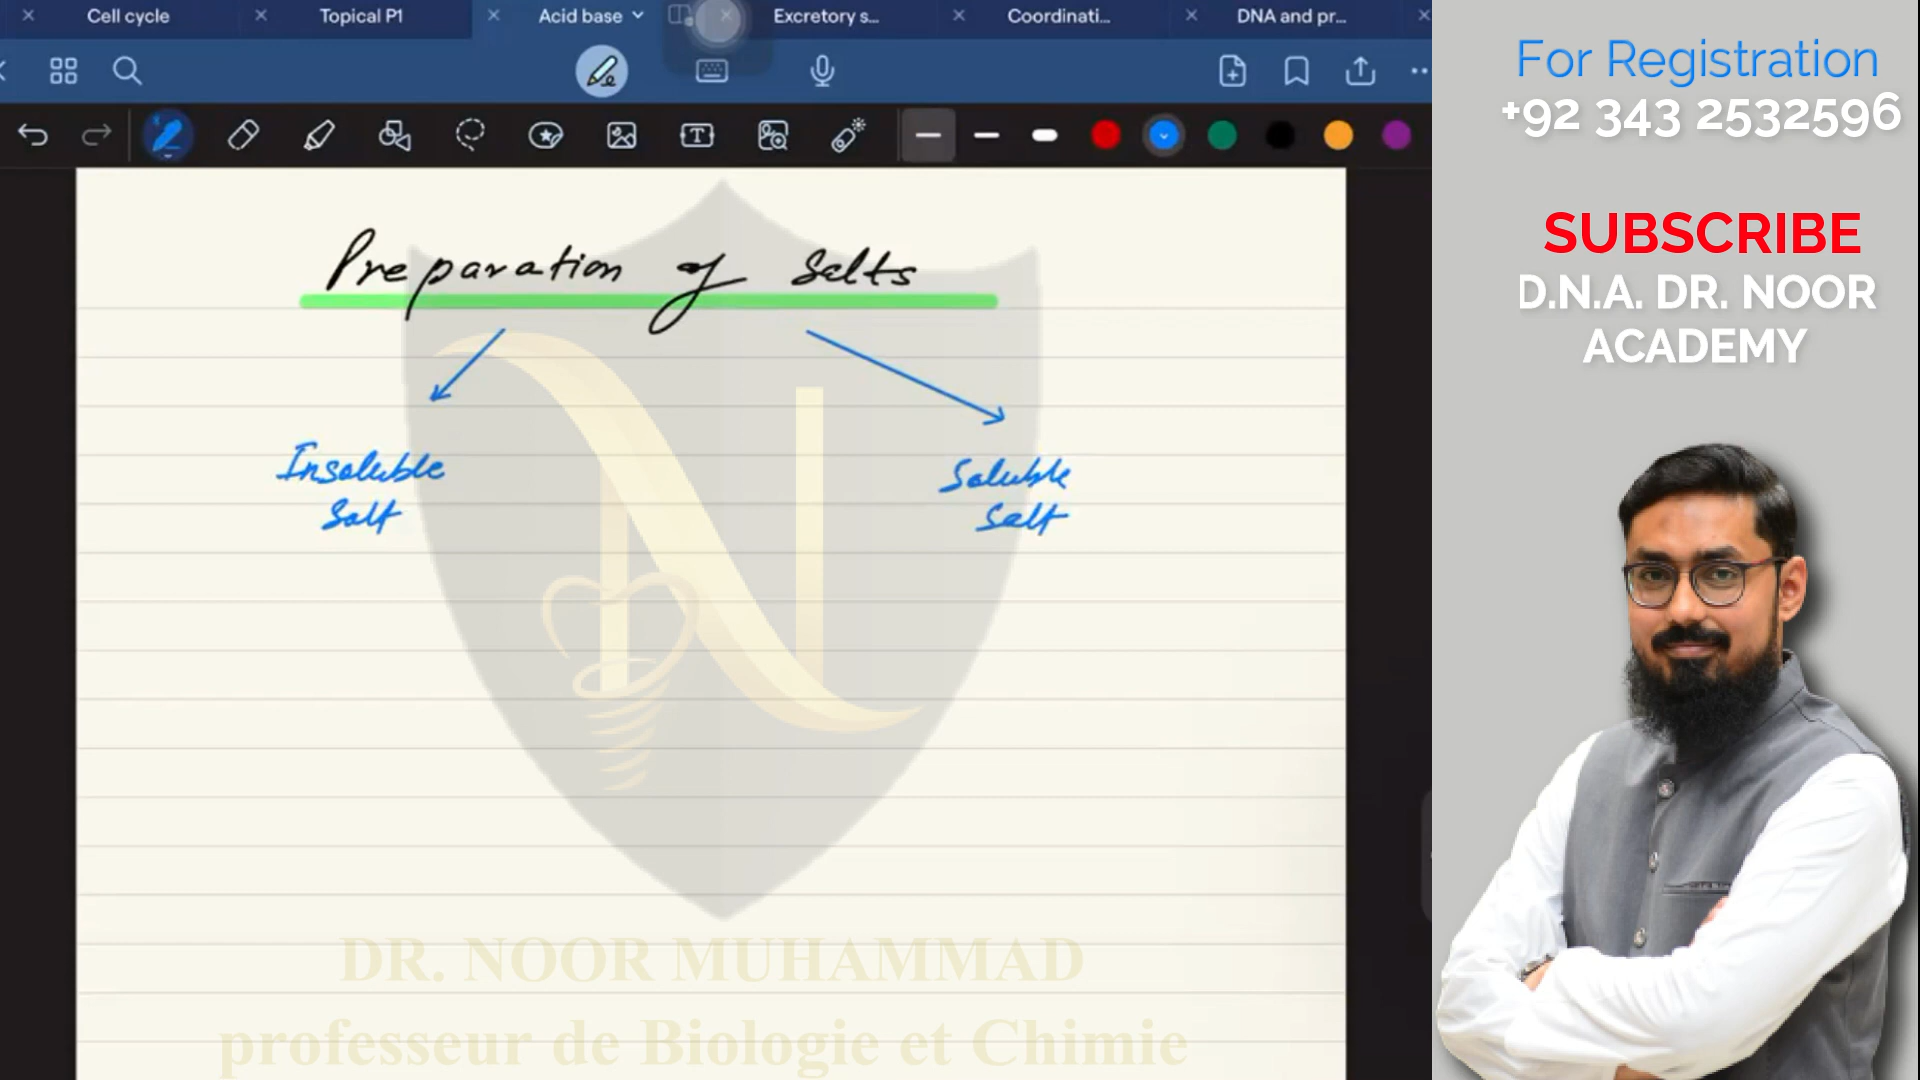 Cell cycle
Topical P1
Acid base
Excretory s...
Coordinati...
DNA and pr...
Preparation of Salts
Insoluble
Salt
Soluble
Salt
DR. NOOR MUHAMMAD
professeur de Biologie et Chimie
For Registration
+92 343 2532596
SUBSCRIBE
D.N.A. DR. NOOR
ACADEMY